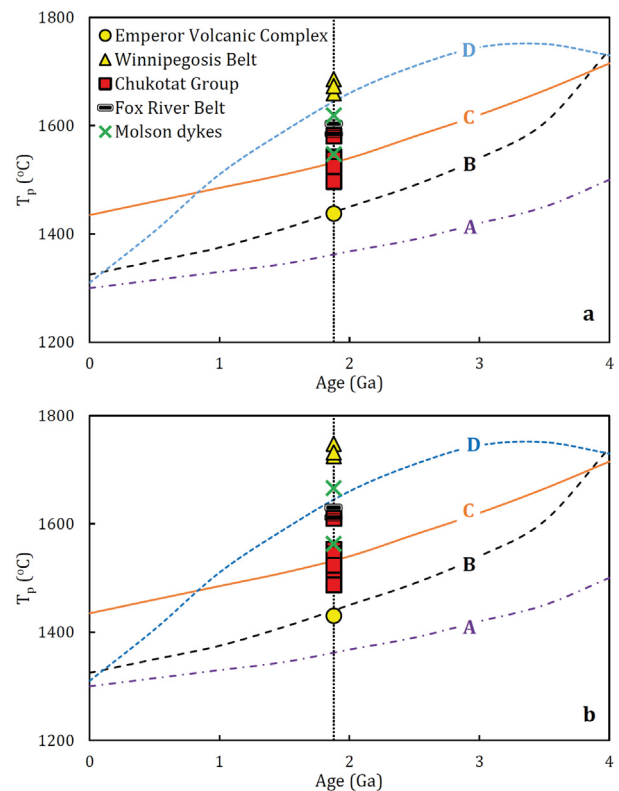 1800
Emperor Volcanic Complex
Winnipegosis Belt
Chukotat Group
Fox River Belt
Molson dykes
D
C
B
A
1600
1400
1200
Tp (°C)
a
0 1 2 3 4
Age (Ga)
1800
D
C
B
A
1600
1400
1200
Tp (°C)
b
0 1 2 3 4
Age (Ga)